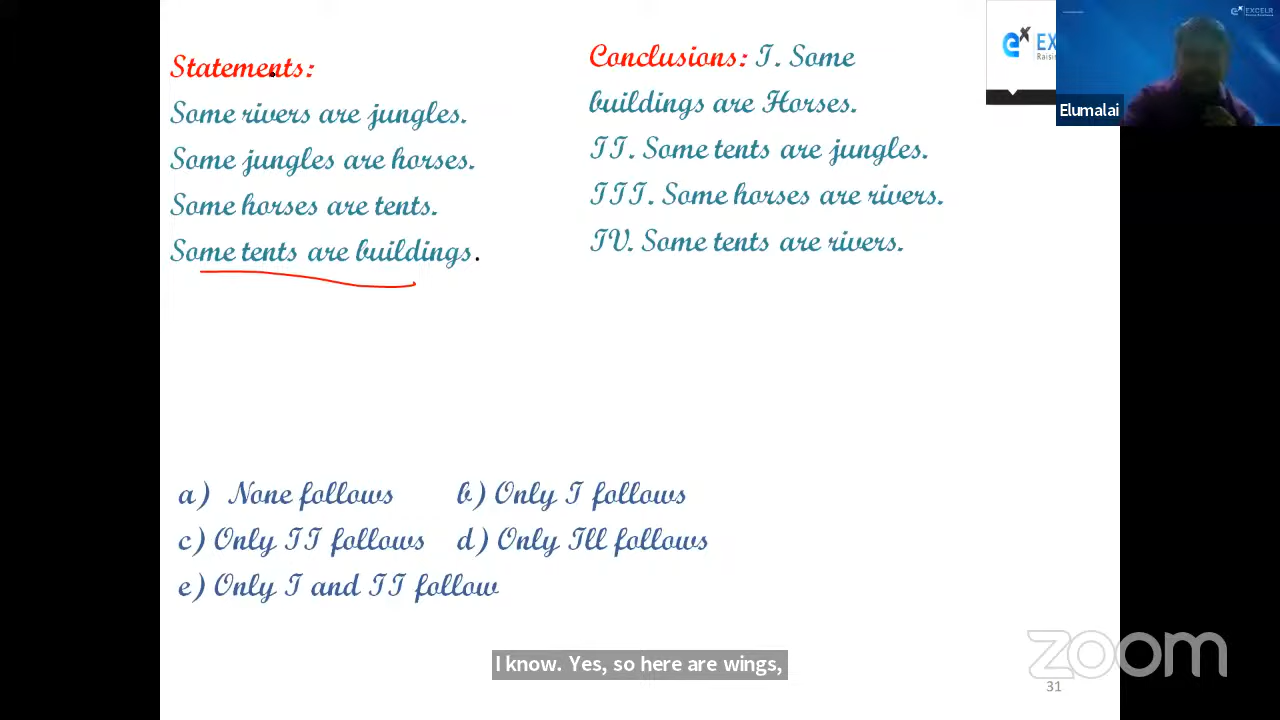 Statements:
Some rivers are jungles.
Some jungles are horses.
Some horses are tents.
Some tents are buildings.
Conclusions: I. Some
buildings are Horses.
II. Some tents are jungles.
III. Some horses are rivers.
IV. Some tents are rivers.
EXCELR
Elumalai
a) None follows b) Only I follows
c) Only II follows d) Only Ill follows
e) Only I and II follow
I know. Yes, so here are wings,
zoom
31